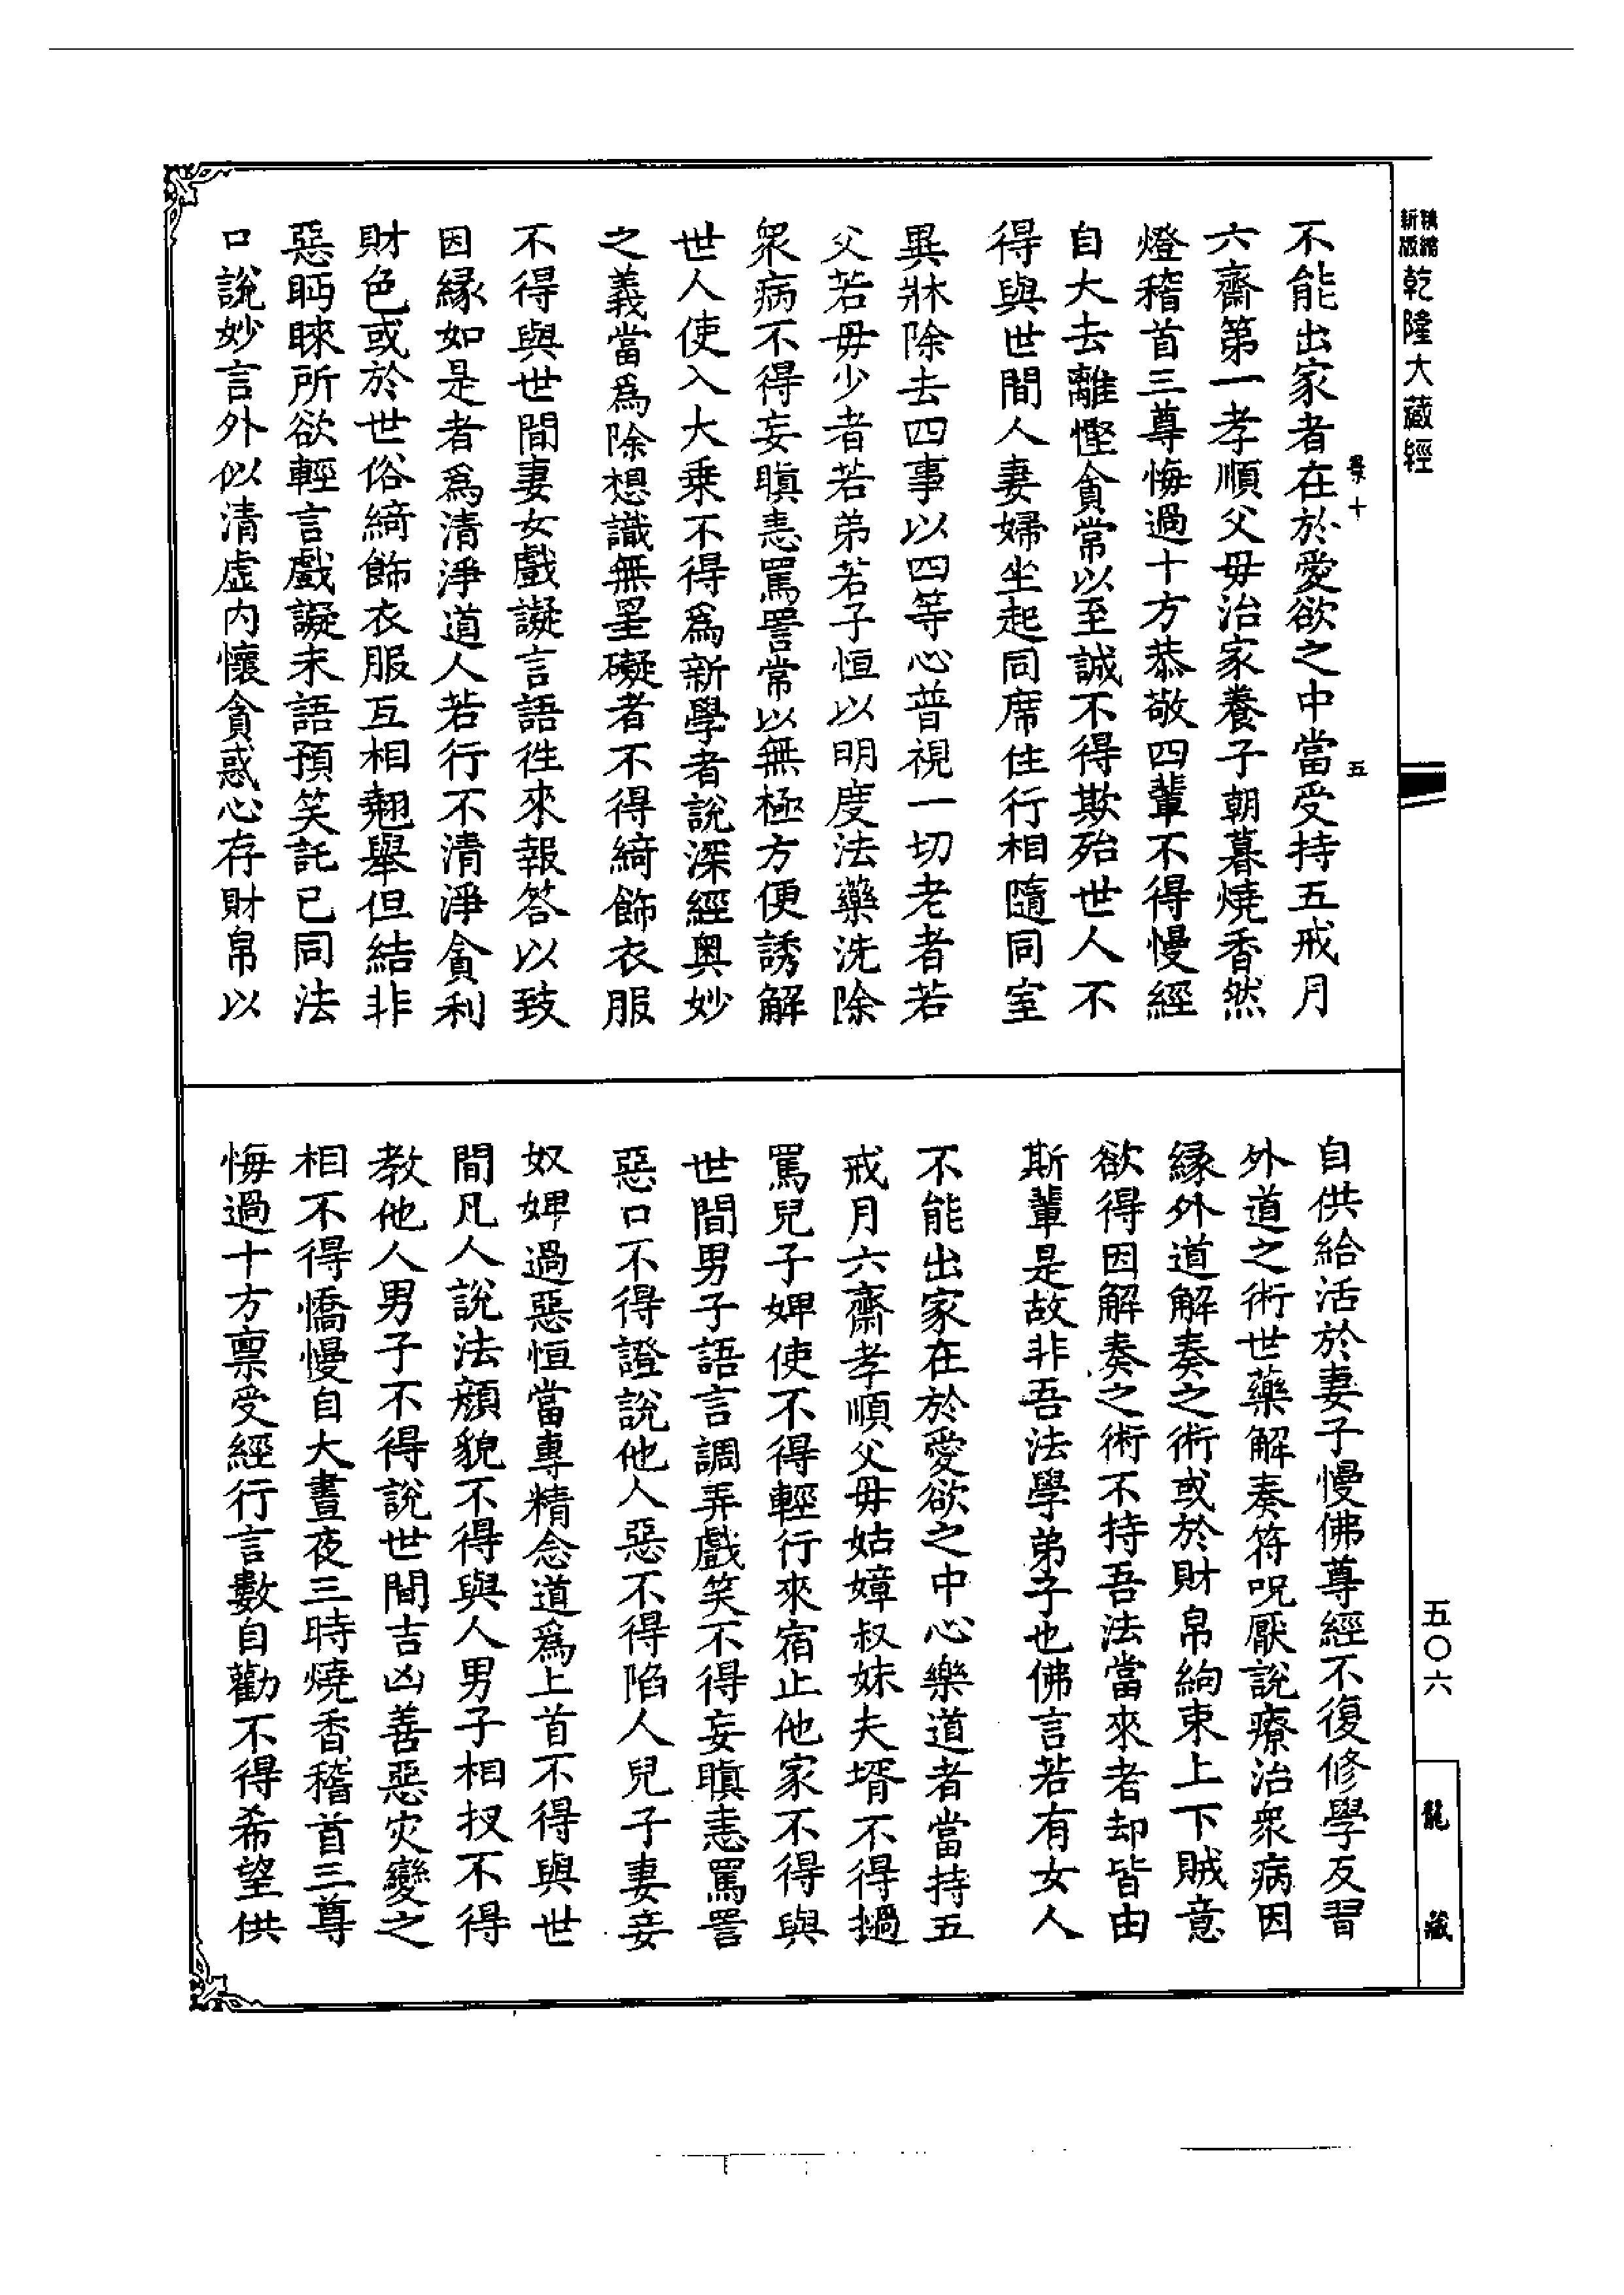 精縮新版乾隆大藏經
不能出家者在於愛欲之中當受持五戒月
六齋第一孝順父毋治家養子朝暮燒香然
燈稽首三尊悔過十方恭敬四輩不得慢經
自大去離慳貪常以至誠不得欺殆世人不
得與世間人妻婦坐起同席住行相隨同室
異牀除去四事以四等心普視一切老者若
父若毋少者若弟若子恒以明度法藥洗除
衆病不得妄瞋恚罵詈常以無極方便誘解
世人使入大乗不得爲新學者說深經奥妙
之義當爲除想識無罣礙者不得綺飾衣服
不得與世間妻女戲譺言語徃來報答以致
因縁如是者爲清淨道人若行不清淨貪利
財色或於世俗綺飾衣服互相翹舉但結非
惡眄睞所欲輕言戲譺未語預笑託已同法
口說妙言外似清虛内懷貪惑心存財帛以
自供給活於妻子慢佛尊經不復修學友習
外道之術世藥解奏符呪厭說療治衆病因
縁外道解奏之術或於財帛絢束上下賊意
欲得因解奏之術不持吾法當來者却皆由
斯輩是故非吾法學弟子也佛言若有女人
不能出家在於愛欲之中心樂道者當持五
戒月六齋孝順父毋姑嫜叔妹夫壻不得撾
罵兒子婢使不得輕行來宿止他家不得與
世間男子語言調弄戲笑不得妄瞋恚罵詈
惡口不得證說他人惡不得陷人兒子妻妾
奴婢過惡恒當專精念道爲上首不得與世
間凡人說法顔貌不得與人男子相扠不得
教他人男子不得說世間吉凶善惡灾變之
相不得憍慢自大晝夜三時燒香稽首三尊
悔過十方禀受經行言數自勸不得希望供
十
五
五〇六
龍藏